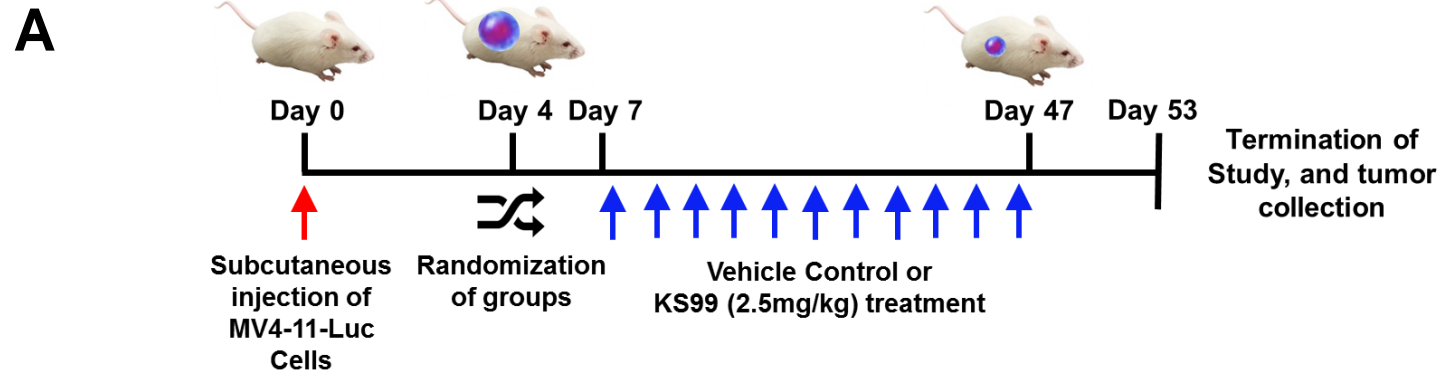 A
Day 0
Day 4
Day 7
Day 47
Day 53
Termination of
Study, and tumor
collection
Subcutaneous
injection of
MV4-11-Luc
Cells
Randomization
of groups
Vehicle Control or
KS99 (2.5mg/kg) treatment